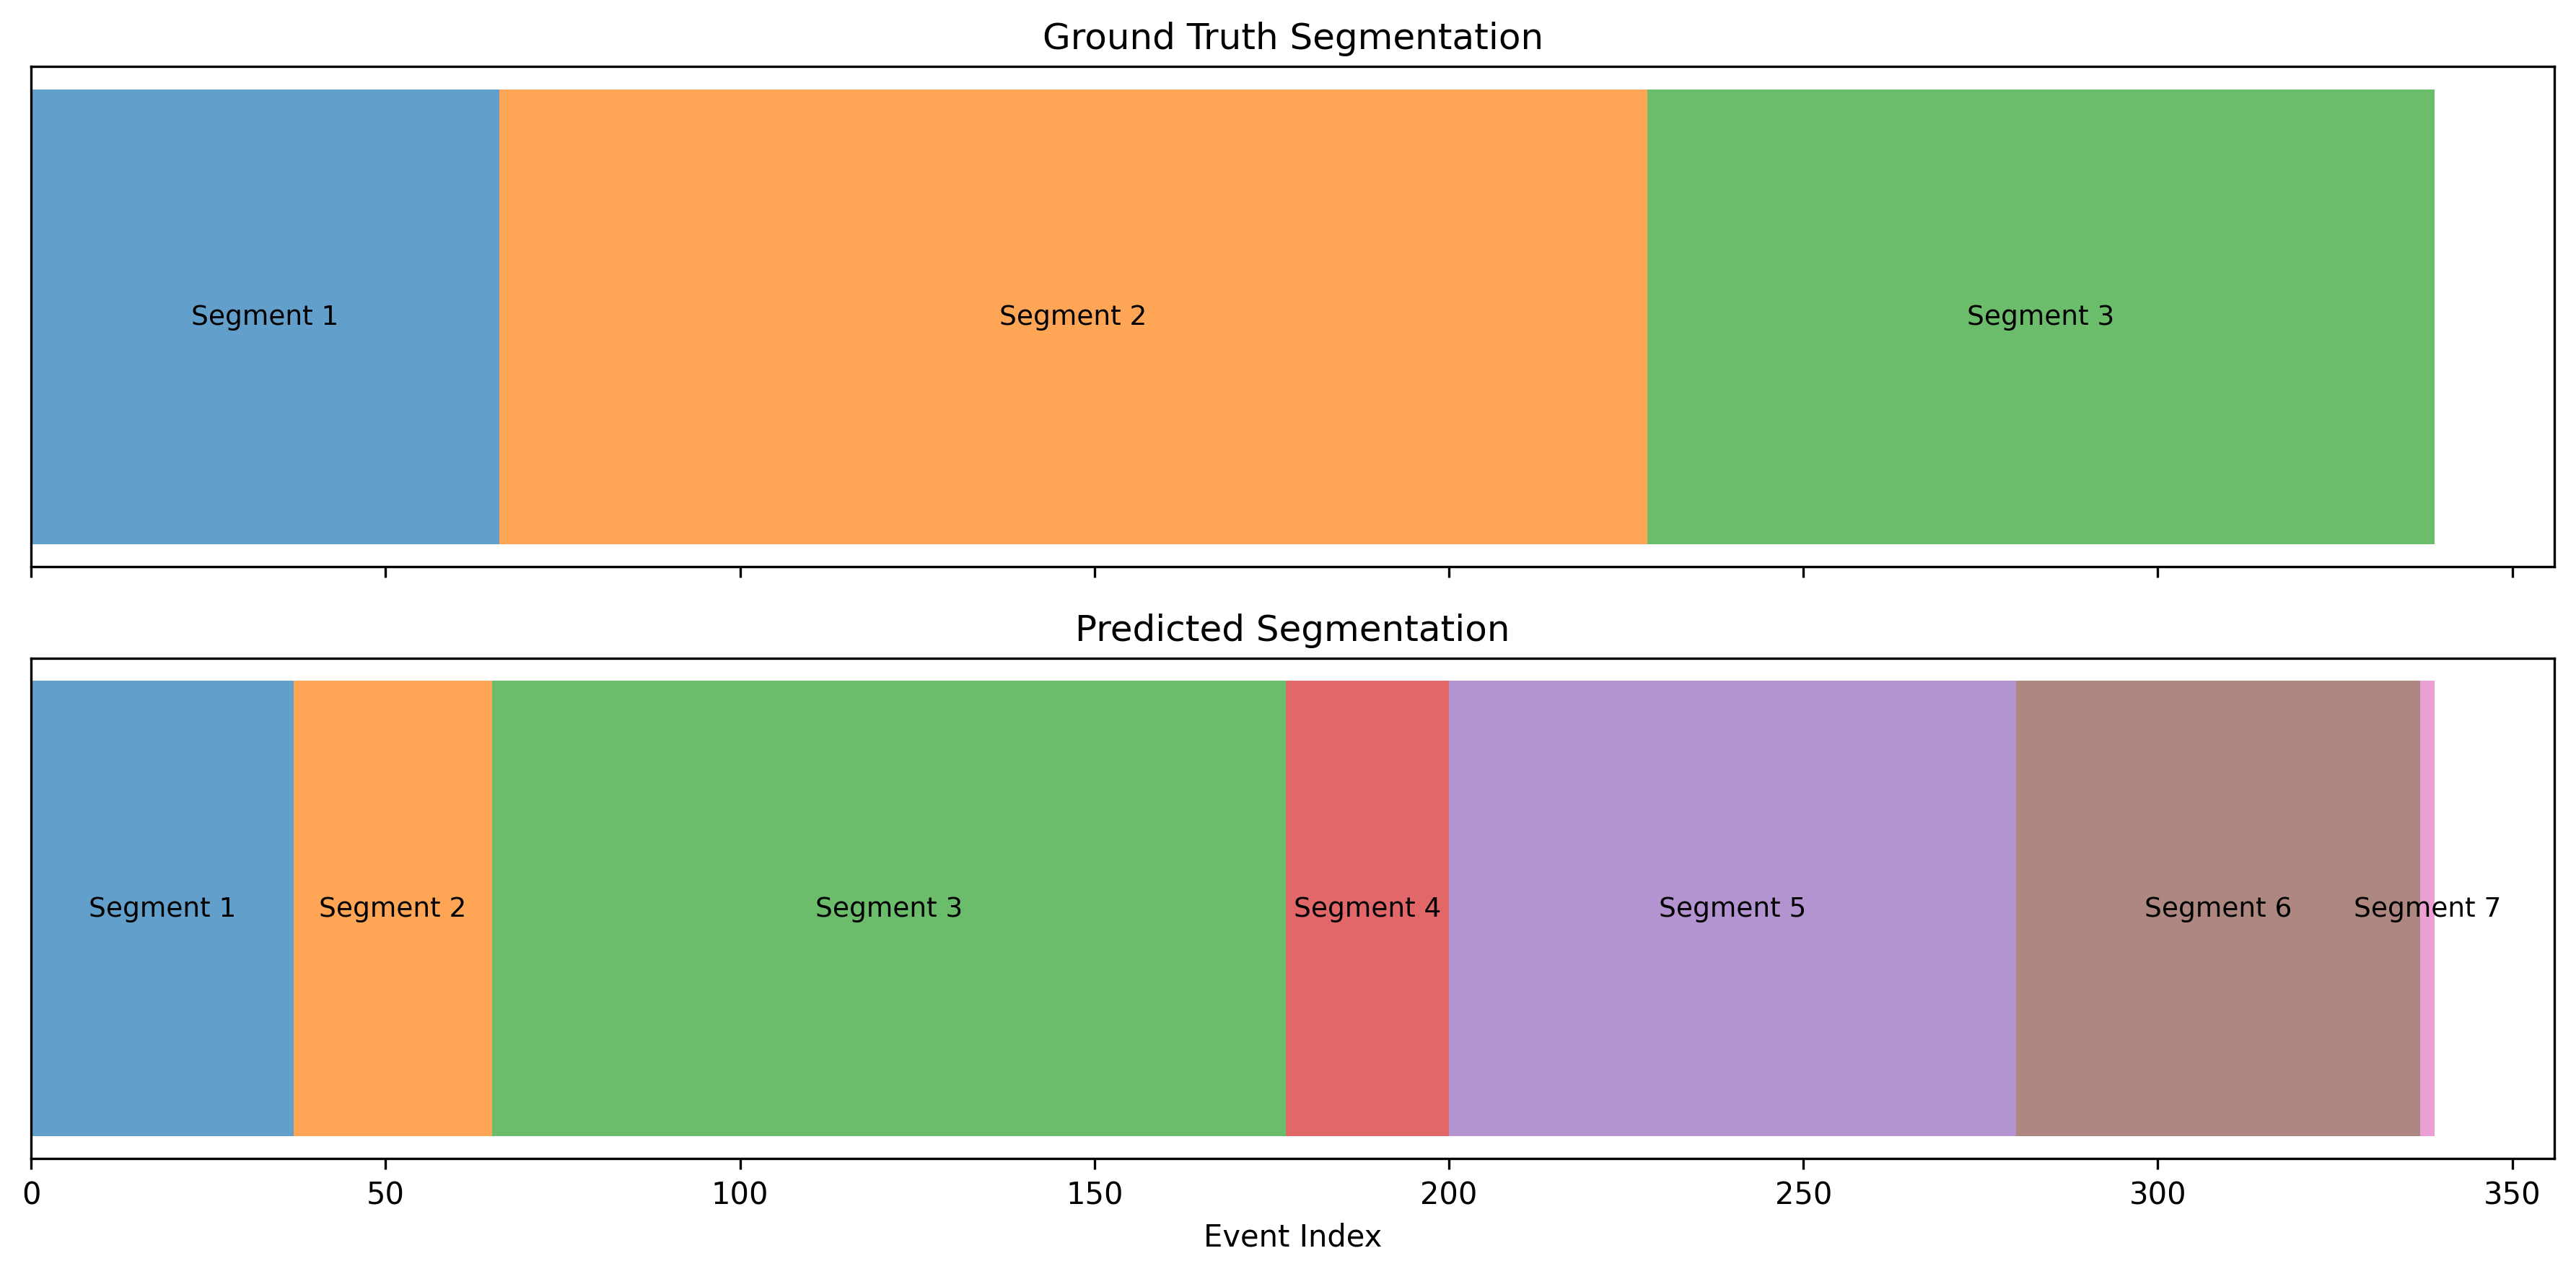 Ground Truth Segmentation
Segment 1 Segment 2 Segment 3
Predicted Segmentation
Segment 1 Segment 2 Segment 3 Segment 4 Segment 5 Segment 6 Segment 7
0 50 100 150 200 250 300 350
Event Index